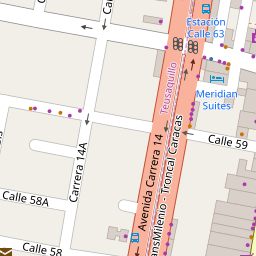 Estación
Calle 63
Teusaquillo
Meridian
Suites
Calle 59
Carrera 14A
Avenida Carrera 14
TransMilenio - Troncal Caracas
Calle 58A
Calle 58